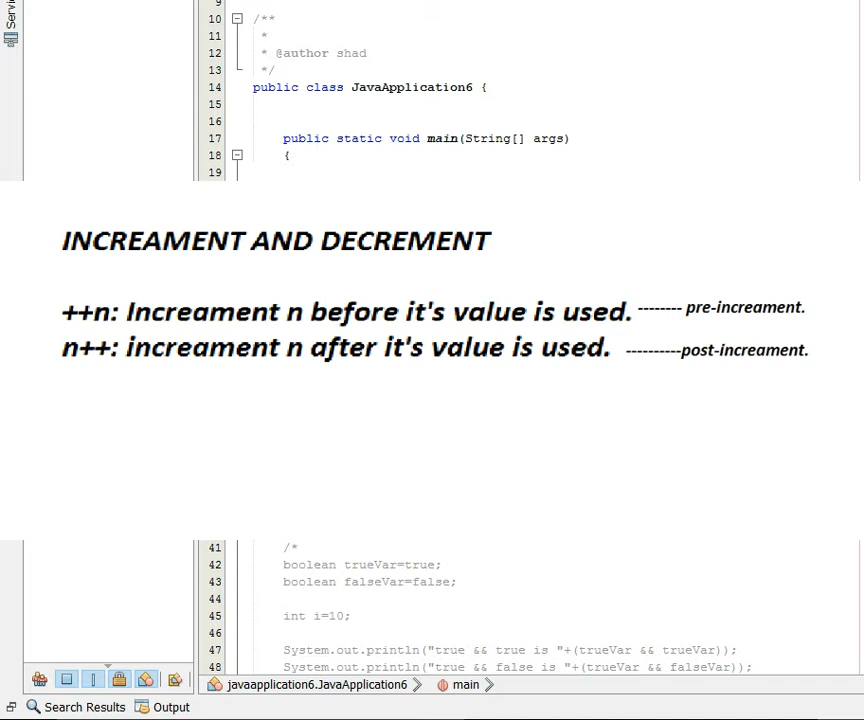 Servi
9
10 /**
11 *
12 * @author shad
13 */
14 public class JavaApplication6 {
15
16
17 public static void main(String[] args)
18 {
19
INCREAMENT AND DECREMENT
++n: Increament n before it's value is used. -------- pre-increament.
n++: increament n after it's value is used. ----------post-increament.
41 /*
42 boolean trueVar=true;
43 boolean falseVar=false;
44
45 int i=10;
46
47 System.out.println("true && true is "+(trueVar && trueVar));
48 System.out.println("true && false is "+(trueVar && falseVar));
javaapplication6.JavaApplication6 main
Search Results Output